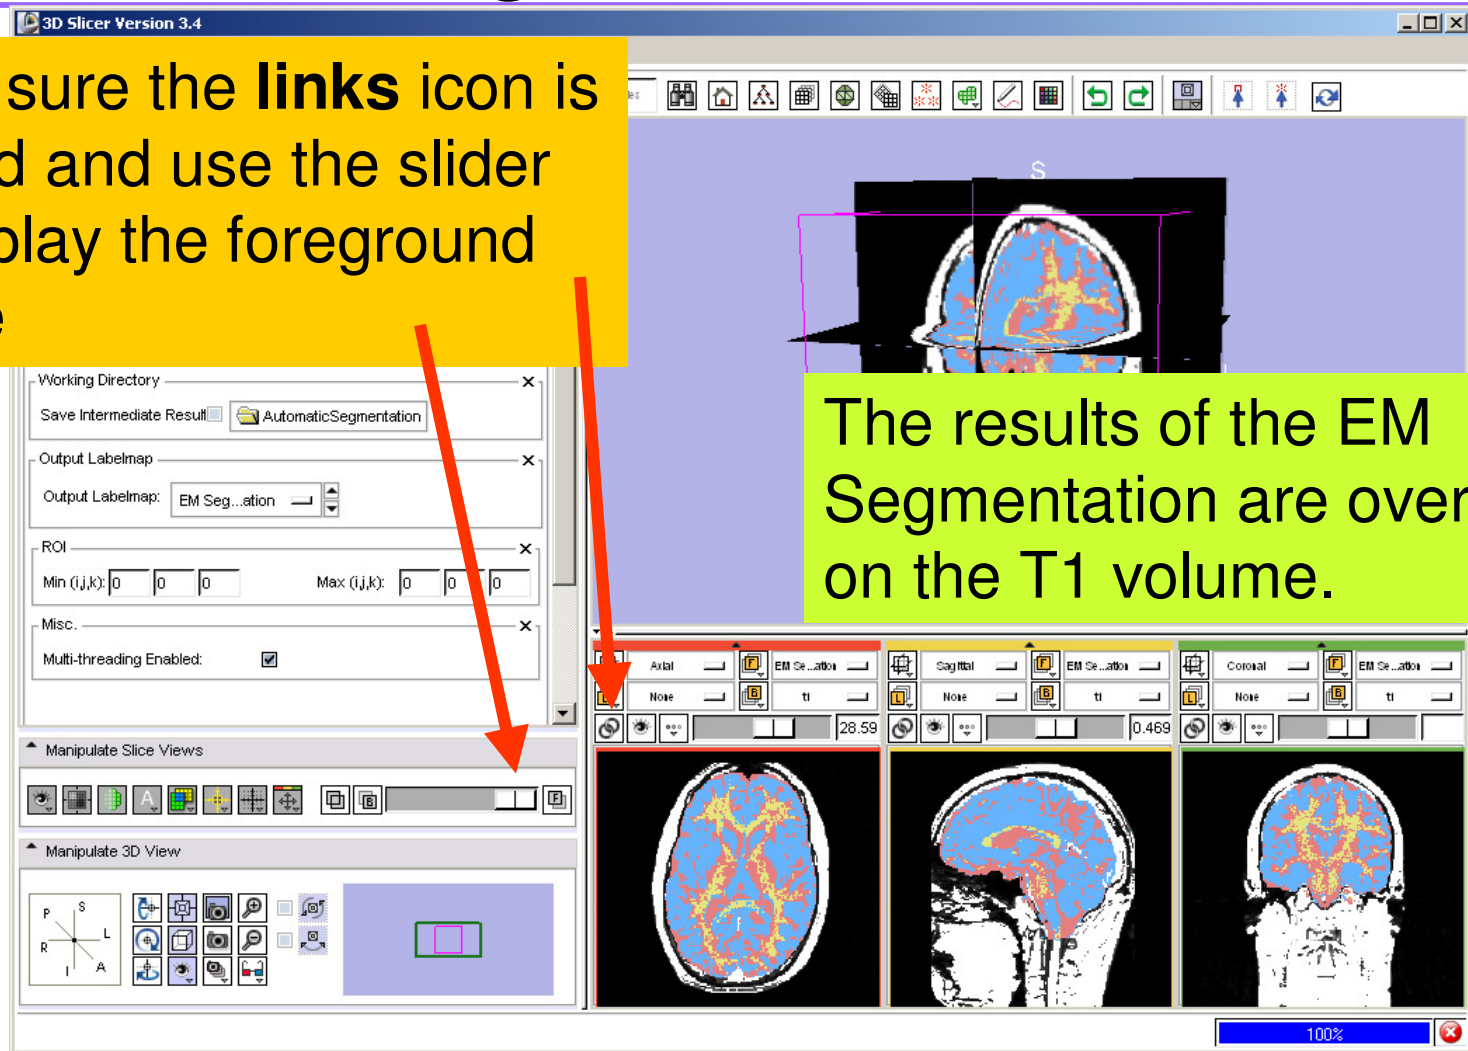 3D Slicer Version 3.4
sure the links icon is
d and use the slider
play the foreground
e
S
The results of the EM
Segmentation are over
on the T1 volume.
Working Directory
Save Intermediate Result
AutomaticSegmentation
Output Labelmap
Output Labelmap:
EM Seg...ation
ROI
Min (i,j,k): 0 0 0 Max (i,j,k): 0 0 0
Misc.
Multi-threading Enabled:
Axial
F
EM Se...ation
Sagittal
F
EM Se...ation
Coronal
F
EM Se...ation
L
None
B
t1
L
None
B
t1
L
None
B
t1
28.59
0.469
Manipulate Slice Views
A
B
F
Manipulate 3D View
P S
R L
I A
100%